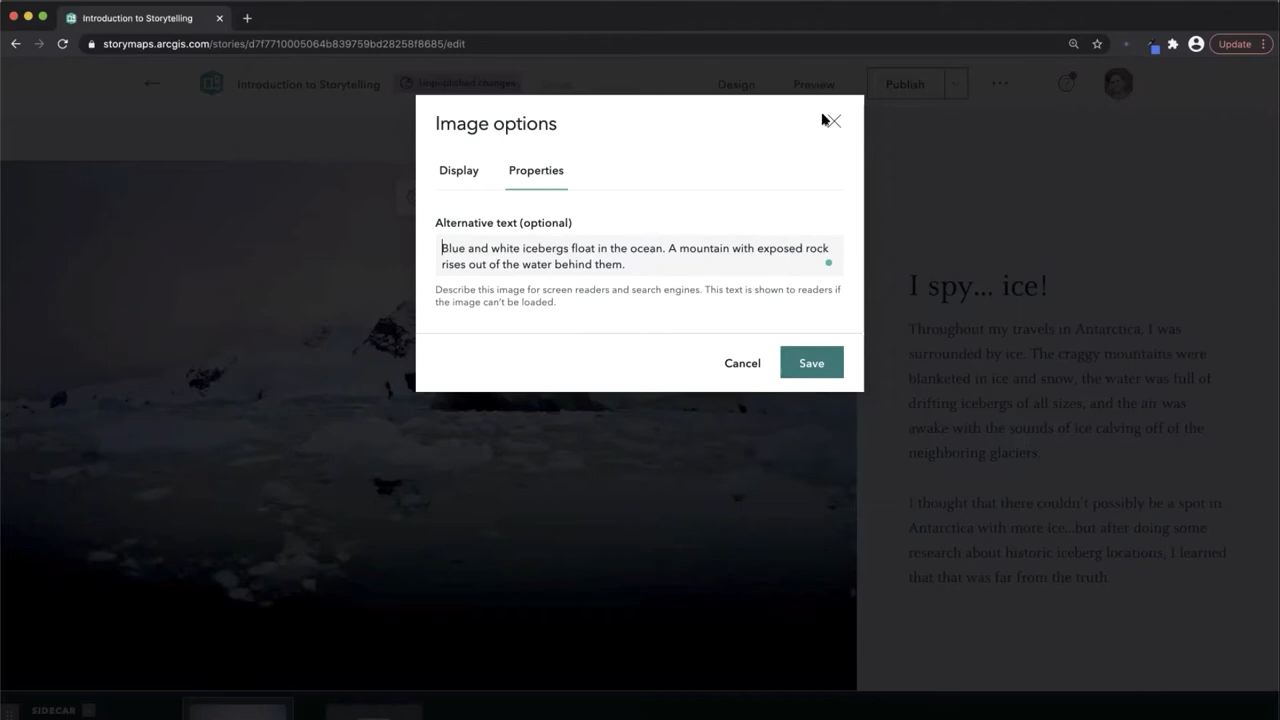 Introduction to Storytelling
storymaps.arcgis.com/stories/d7f7710005064b839759bd28258f8685/edit
Update
Introduction to Storytelling
Unpublished changes
Design
Preview
Publish
Image options
Display
Properties
Alternative text (optional)
Blue and white icebergs float in the ocean. A mountain with exposed rock
rises out of the water behind them.
Describe this image for screen readers and search engines. This text is shown to readers if
the image can't be loaded.
Cancel
Save
I spy... ice!
Throughout my travels in Antarctica, I was
surrounded by ice. The craggy mountains were
blanketed in ice and snow, the water was full of
drifting icebergs of all sizes, and the air was
awake with the sounds of ice calving off of the
neighboring glaciers.
I thought that there couldn't possibly be a spot in
Antarctica with more ice...but after doing some
research about historic iceberg locations, I learned
that that was far from the truth.
SIDECAR